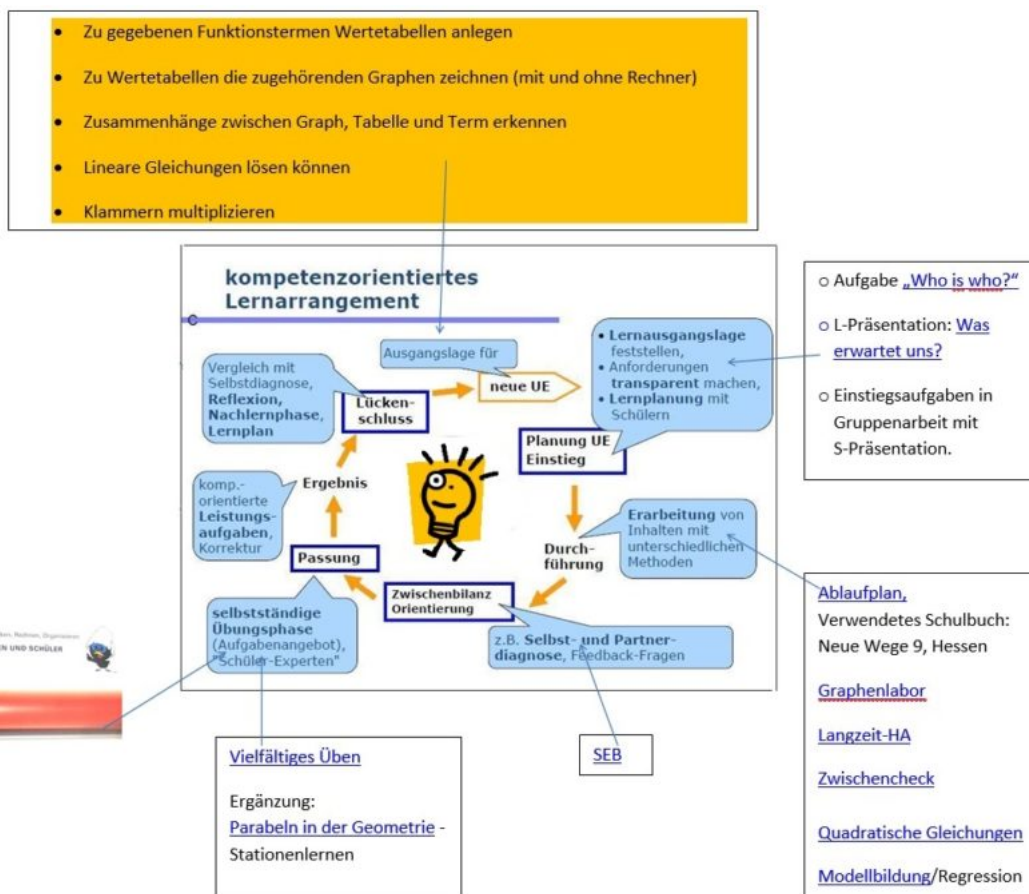 • Zu gegebenen Funktionstermen Wertetabellen anlegen
• Zu Wertetabellen die zugehörenden Graphen zeichnen (mit und ohne Rechner)
• Zusammenhänge zwischen Graph, Tabelle und Term erkennen
• Lineare Gleichungen lösen können
• Klammern multiplizieren
kompetenzorientiertes
Lernarrangement
Ausgangslage für
neue UE
• Lernausgangslage
feststellen,
• Anforderungen
transparent machen,
• Lernplanung mit
Schülern
Planung UE
Einstieg
Erarbeitung von
Inhalten mit
unterschiedlichen
Methoden
Durch-
führung
Zwischenbilanz
Orientierung
z.B. Selbst- und Partner-
diagnose, Feedback-Fragen
Passung
selbstständige
Übungsphase
(Aufgabenangebot),
"Schüler-Experten"
Ergebnis
komp.-
orientierte
Leistungs-
aufgaben,
Korrektur
Lücken-
schluss
Vergleich mit
Selbstdiagnose,
Reflexion,
Nachlernphase,
Lernplan
o Aufgabe „Who is who?“
o L-Präsentation: Was
erwartet uns?
o Einstiegsaufgaben in
Gruppenarbeit mit
S-Präsentation.
Ablaufplan,
Verwendetes Schulbuch:
Neue Wege 9, Hessen
Graphenlabor
Langzeit-HA
Zwischencheck
Quadratische Gleichungen
Modellbildung/Regression
SEB
Vielfältiges Üben
Ergänzung:
Parabeln in der Geometrie -
Stationenlernen
Rechnen, Organisieren
EN UND SCHÜLER